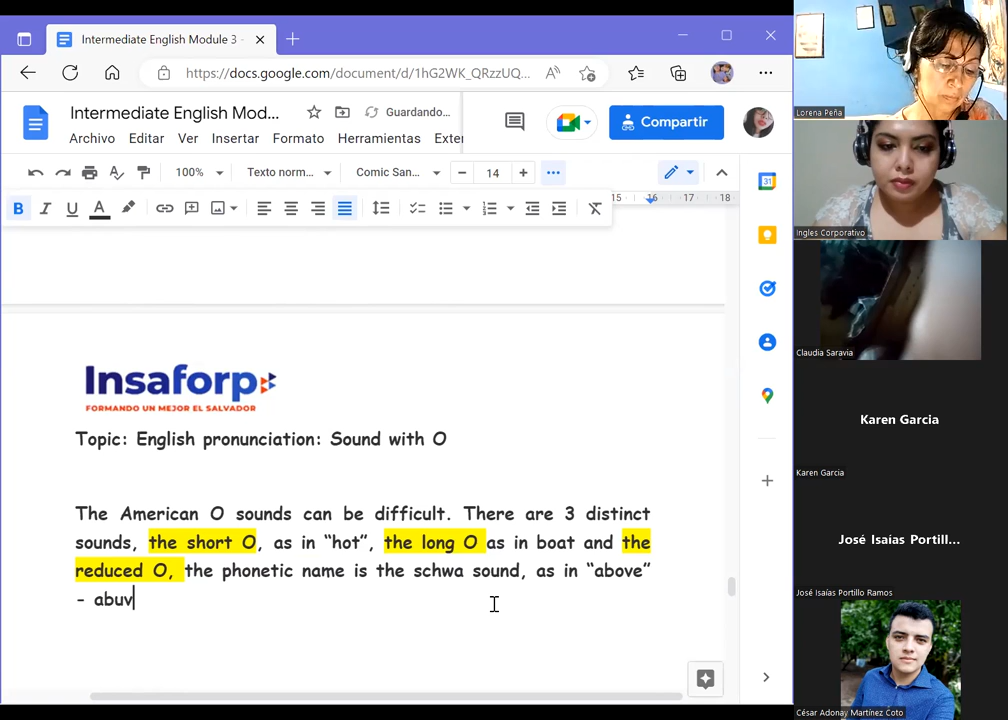 Intermediate English Module 3 -
https://docs.google.com/document/d/1hG2WK_QRzzUQ...
Intermediate English Mod...
Guardando...
Compartir
Archivo Editar Ver Insertar Formato Herramientas Exter
100% Texto norm... Comic San... 14
B I U A
15 16 17 18
31
Insaforp
FORMANDO UN MEJOR EL SALVADOR
Topic: English pronunciation: Sound with O
The American O sounds can be difficult. There are 3 distinct
sounds, the short O, as in “hot”, the long O as in boat and the
reduced O, the phonetic name is the schwa sound, as in “above”
- abuv
Lorena Peña
Ingles Corporativo
Claudia Saravia
Karen Garcia
Karen Garcia
José Isaías Portill...
José Isaías Portillo Ramos
César Adonay Martínez Coto